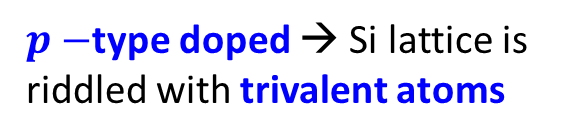 p −type doped → Si lattice is
riddled with trivalent atoms